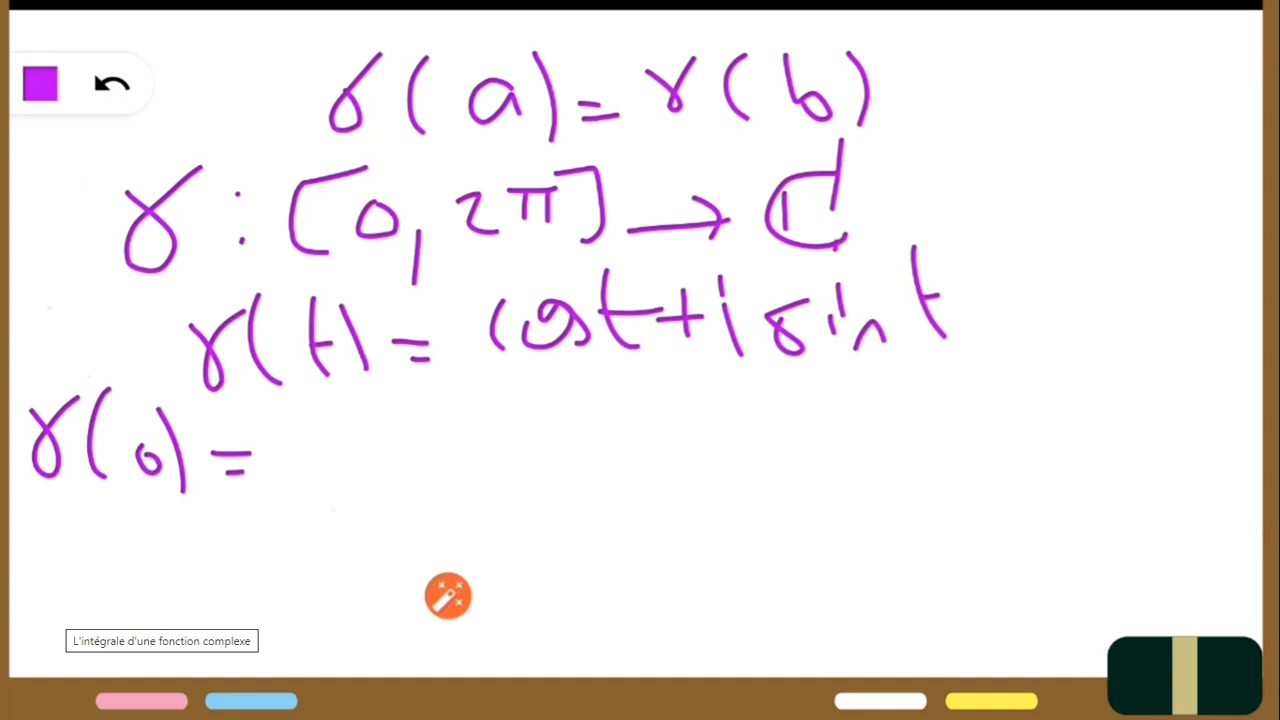 γ(a)=γ(b)
γ:[0,2π]→ℂ
γ(t)=cost+isint
γ(0)=
L'intégrale d'une fonction complexe